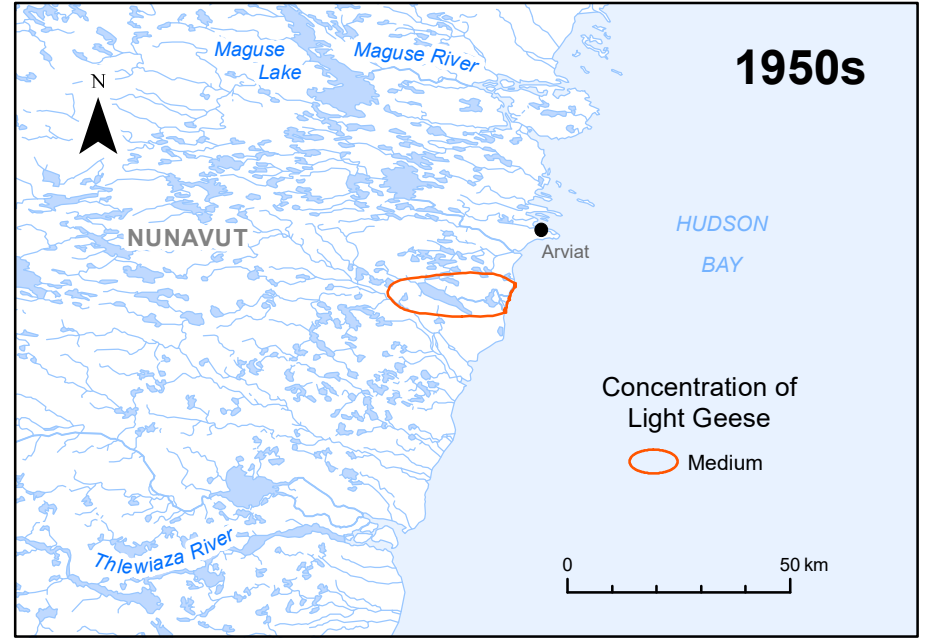 1950s
Maguse
Lake
Maguse River
N
HUDSON
BAY
NUNAVUT
Arviat
Concentration of
Light Geese
Medium
Thlewiaza River
0 50 km